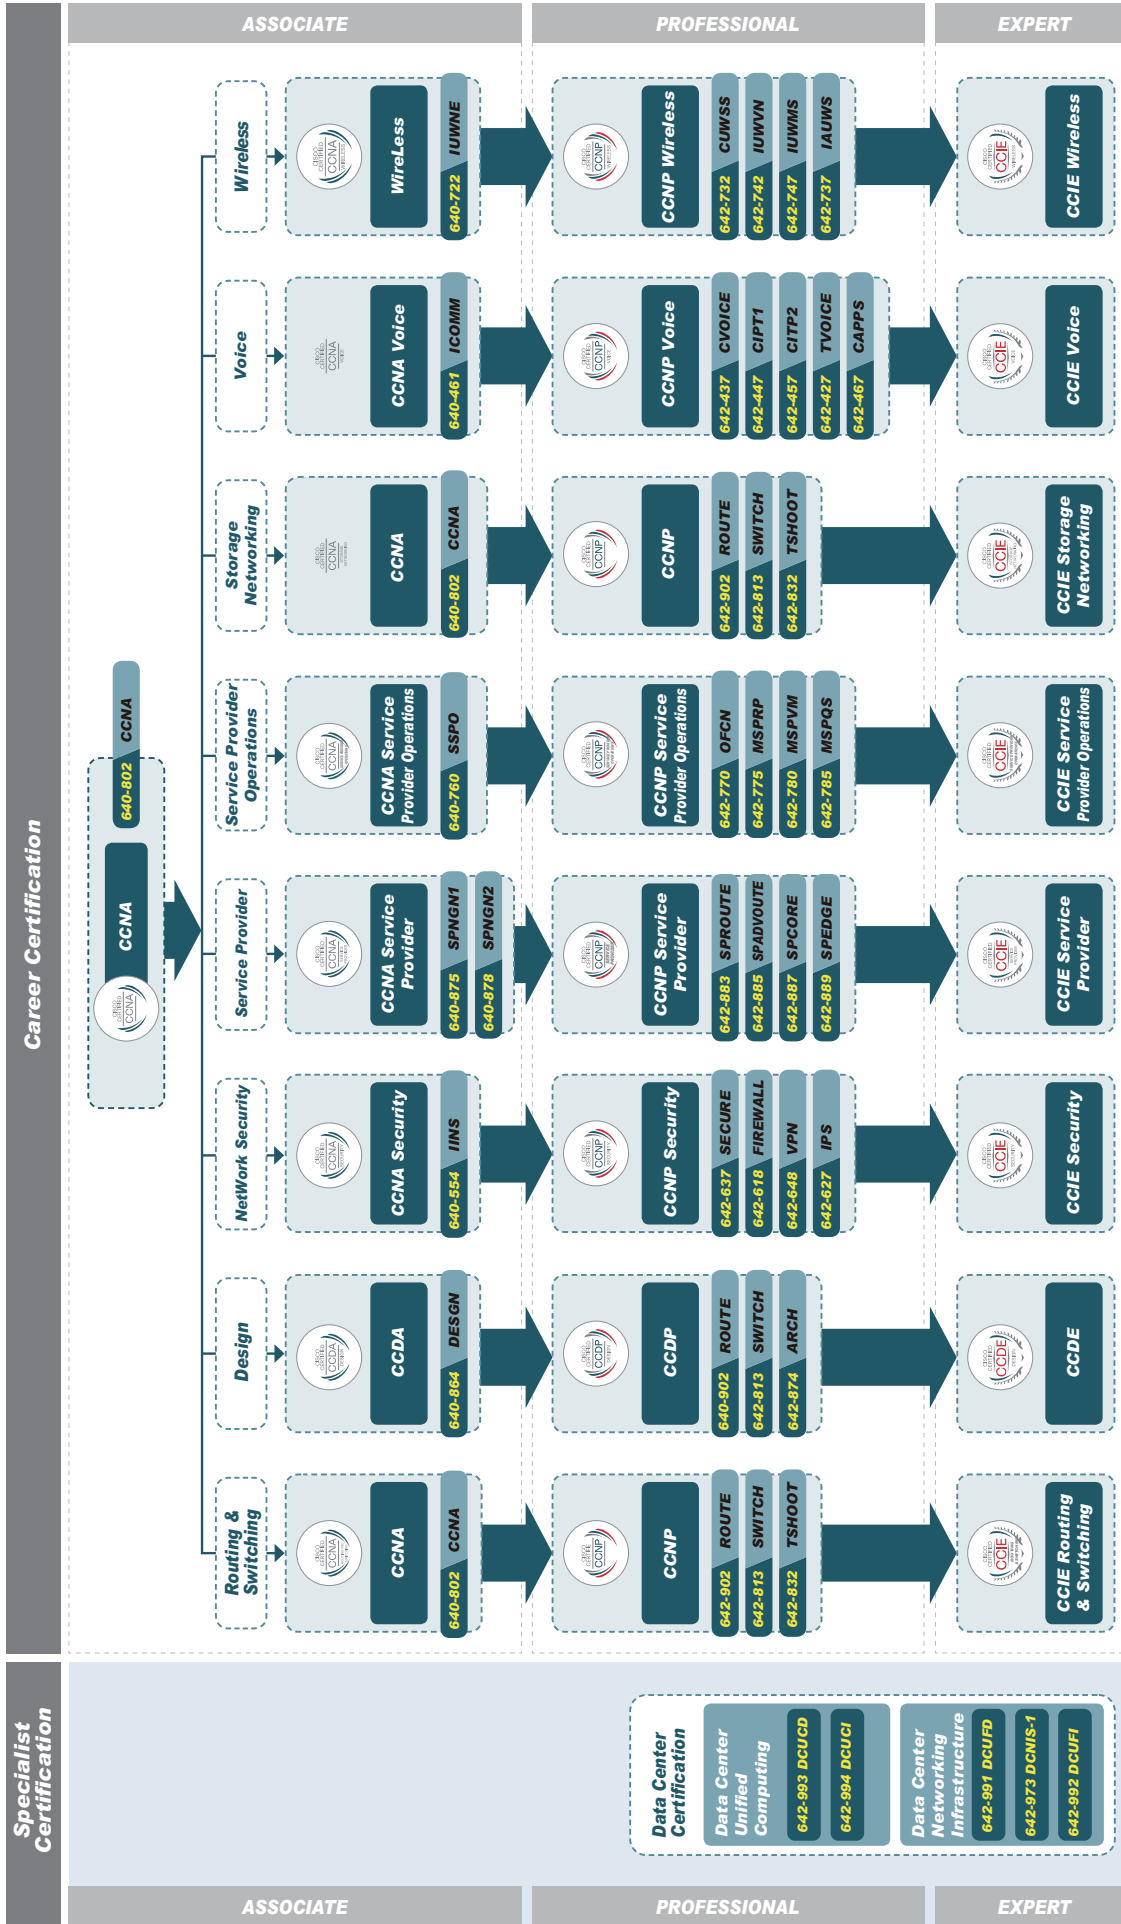 Specialist
Certification
Career Certification
ASSOCIATE
PROFESSIONAL
EXPERT
ASSOCIATE
PROFESSIONAL
EXPERT
CCNA
640-802 CCNA
CISCO
CERTIFIED
CCNA
Routing &
Switching
CCNA
640-802 CCNA
CCNP
642-902 ROUTE
642-813 SWITCH
642-832 TSHOOT
CCIE Routing
& Switching
Design
CCDA
640-864 DESGN
CCDP
640-902 ROUTE
642-813 SWITCH
642-874 ARCH
CCDE
NetWork Security
CCNA Security
640-554 IINS
CCNP Security
642-637 SECURE
642-618 FIREWALL
642-648 VPN
642-627 IPS
CCIE Security
Service Provider
CCNA Service
Provider
640-875 SPNGN1
640-878 SPNGN2
CCNP Service
Provider
642-883 SPROUTE
642-885 SPADVOUTE
642-887 SPCORE
642-889 SPEDGE
CCIE Service
Provider
Service Provider
Operations
CCNA Service
Provider Operations
640-760 SSPO
CCNP Service
Provider Operations
642-770 OFCN
642-775 MSPRP
642-780 MSPVM
642-785 MSPQS
CCIE Service
Provider Operations
Storage
Networking
CCNA
640-802 CCNA
CCNP
642-902 ROUTE
642-813 SWITCH
642-832 TSHOOT
CCIE Storage
Networking
Voice
CCNA Voice
640-461 ICOMM
CCNP Voice
642-437 CVOICE
642-447 CIPT1
642-457 CITP2
642-427 TVOICE
642-467 CAPPS
CCIE Voice
Wireless
WireLess
640-722 IUWNE
CCNP Wireless
642-732 CUWSS
642-742 IUWVN
642-747 IUWMS
642-737 IAUWS
CCIE Wireless
Data Center
Certification
Data Center
Unified
Computing
642-993 DCUCD
642-994 DCUCI
Data Center
Networking
Infrastructure
642-991 DCUFD
642-973 DCNIS-1
642-992 DCUFI